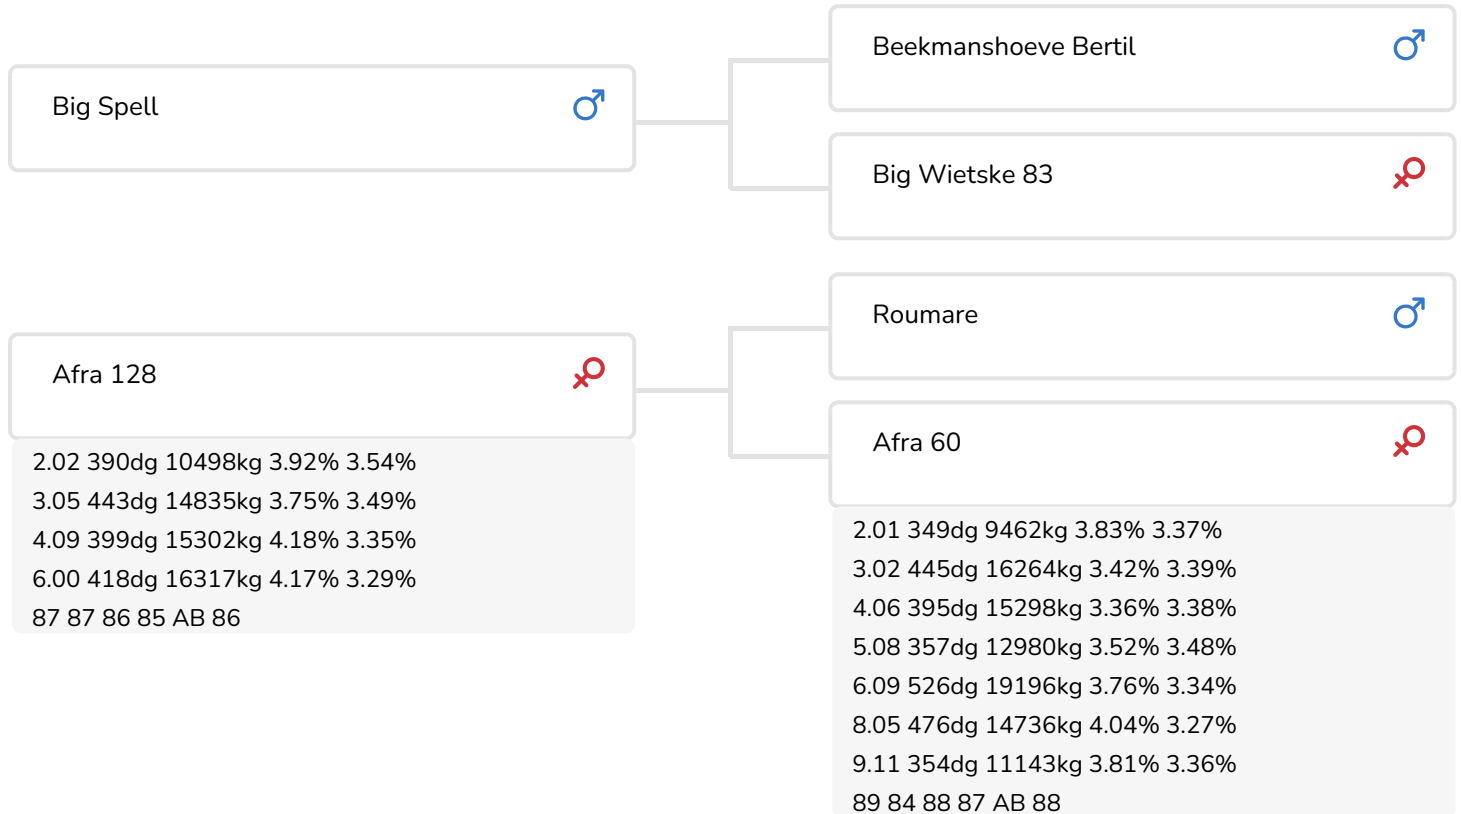 Big Spell
Beekmanshoeve Bertil
Big Wietske 83
Afra 128
2.02 390dg 10498kg 3.92% 3.54%
3.05 443dg 14835kg 3.75% 3.49%
4.09 399dg 15302kg 4.18% 3.35%
6.00 418dg 16317kg 4.17% 3.29%
87 87 86 85 AB 86
Roumare
Afra 60
2.01 349dg 9462kg 3.83% 3.37%
3.02 445dg 16264kg 3.42% 3.39%
4.06 395dg 15298kg 3.36% 3.38%
5.08 357dg 12980kg 3.52% 3.48%
6.09 526dg 19196kg 3.76% 3.34%
8.05 476dg 14736kg 4.04% 3.27%
9.11 354dg 11143kg 3.81% 3.36%
89 84 88 87 AB 88